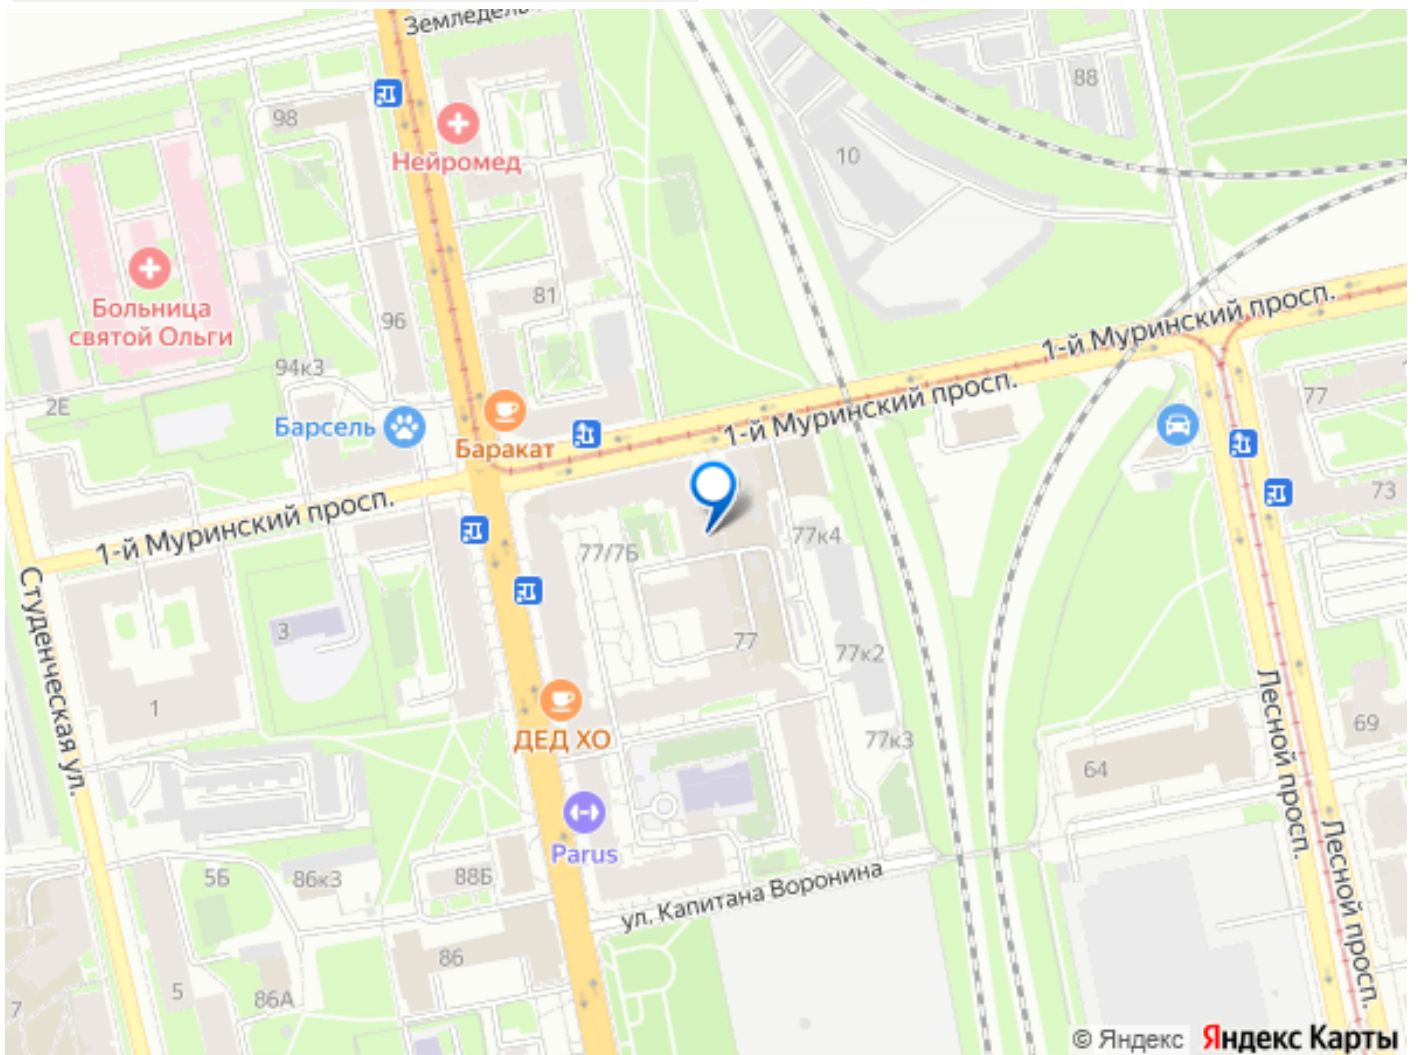 Земледель
88
98
Нейромед
10
Больница
святой Ольги
81
96
1-й Муринский просп.
94к3
2Е
Барсель
Баракат
1-й Муринский просп.
77
73
1-й Муринский просп.
77/7Б
77к4
Студенческая ул.
3
77
77к2
1
ДЕД ХО
77к3
69
64
Лесной просп.
Parus
5Б
86к3
88Б
ул. Капитана Воронина
Лесной просп.
86
5
86А
7
© Яндекс Яндекс Карты